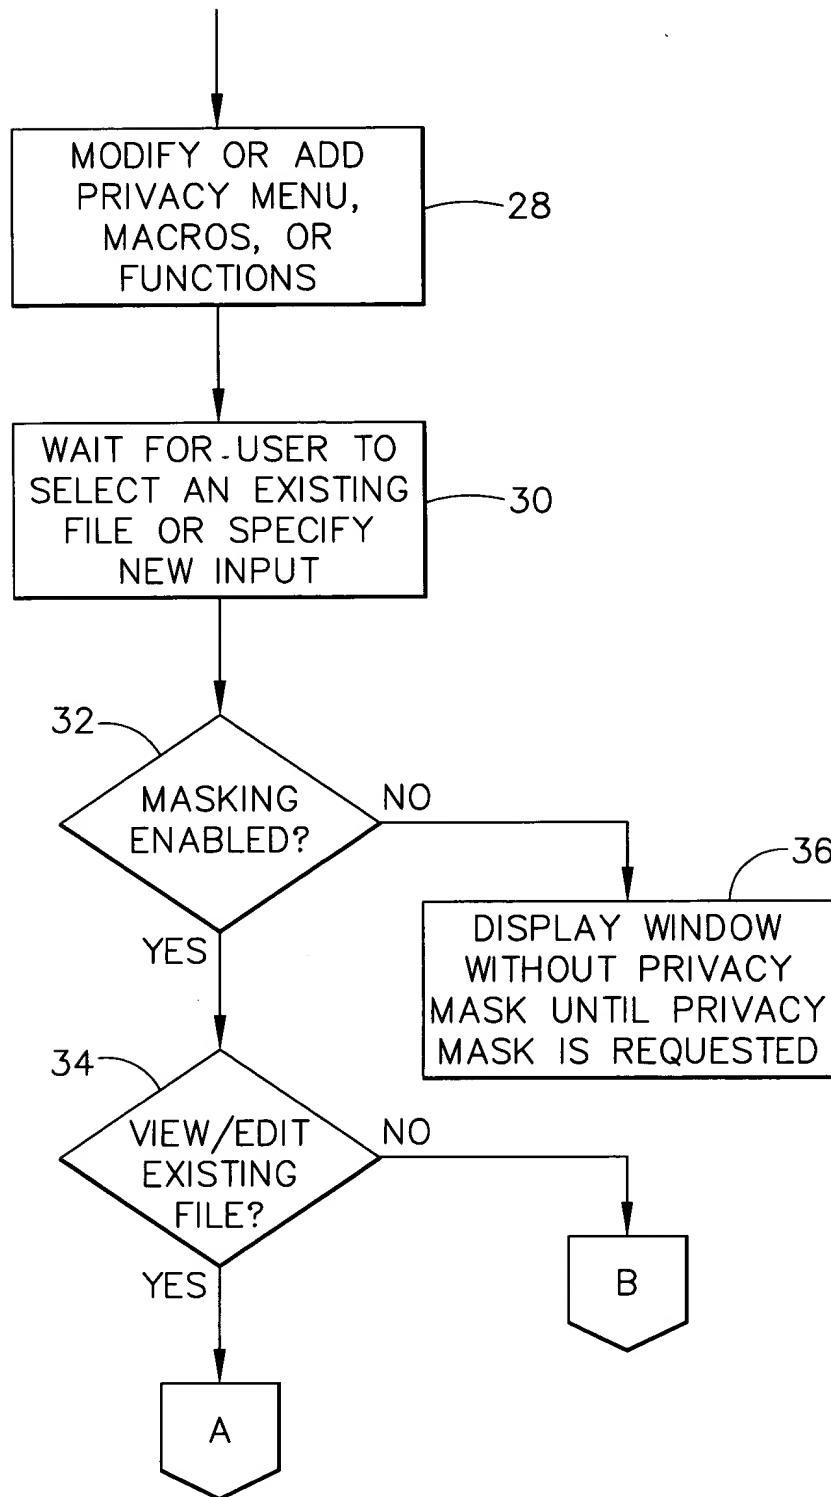 MODIFY OR ADD
PRIVACY MENU,
MACROS, OR
FUNCTIONS
28
WAIT FOR USER TO
SELECT AN EXISTING
FILE OR SPECIFY
NEW INPUT
30
32
MASKING
ENABLED?
NO
YES
36
DISPLAY WINDOW
WITHOUT PRIVACY
MASK UNTIL PRIVACY
MASK IS REQUESTED
34
VIEW/EDIT
EXISTING
FILE?
NO
YES
B
A